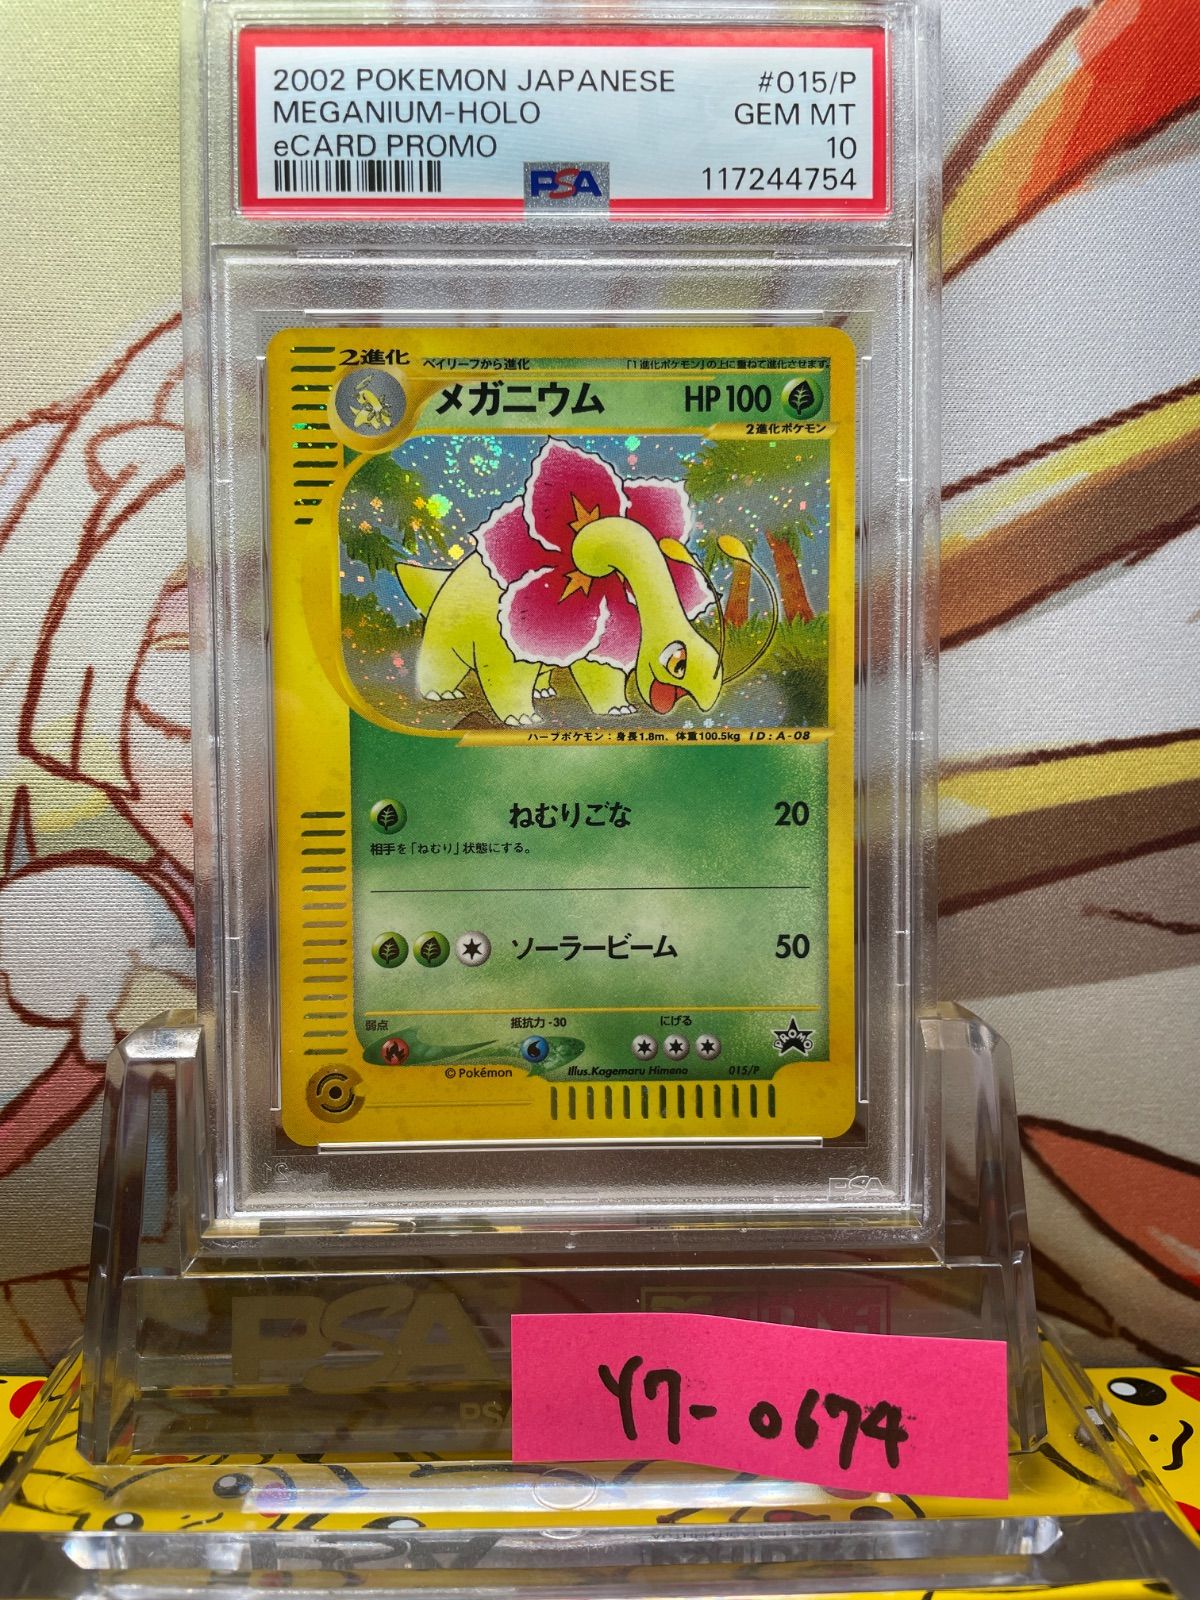 2002 POKEMON JAPANESE #015/P
MEGANIUM-HOLO GEM MT
eCARD PROMO 10
PSA 117244754
2進化 ベイリーフから進化 「1進化ポケモン」の上に重ねて進化させます。
メガニウム HP100
2進化ポケモン
ハーブポケモン:身長1.8m、体重100.5kg ID:A-08
ねむりごな 20
相手を「ねむり」状態にする。
ソーラービーム 50
弱点 抵抗力-30 にげる
PROMO
©Pokémon Illus.Kagemaru Himeno 015/P
PSA
PSA
Y7-0674